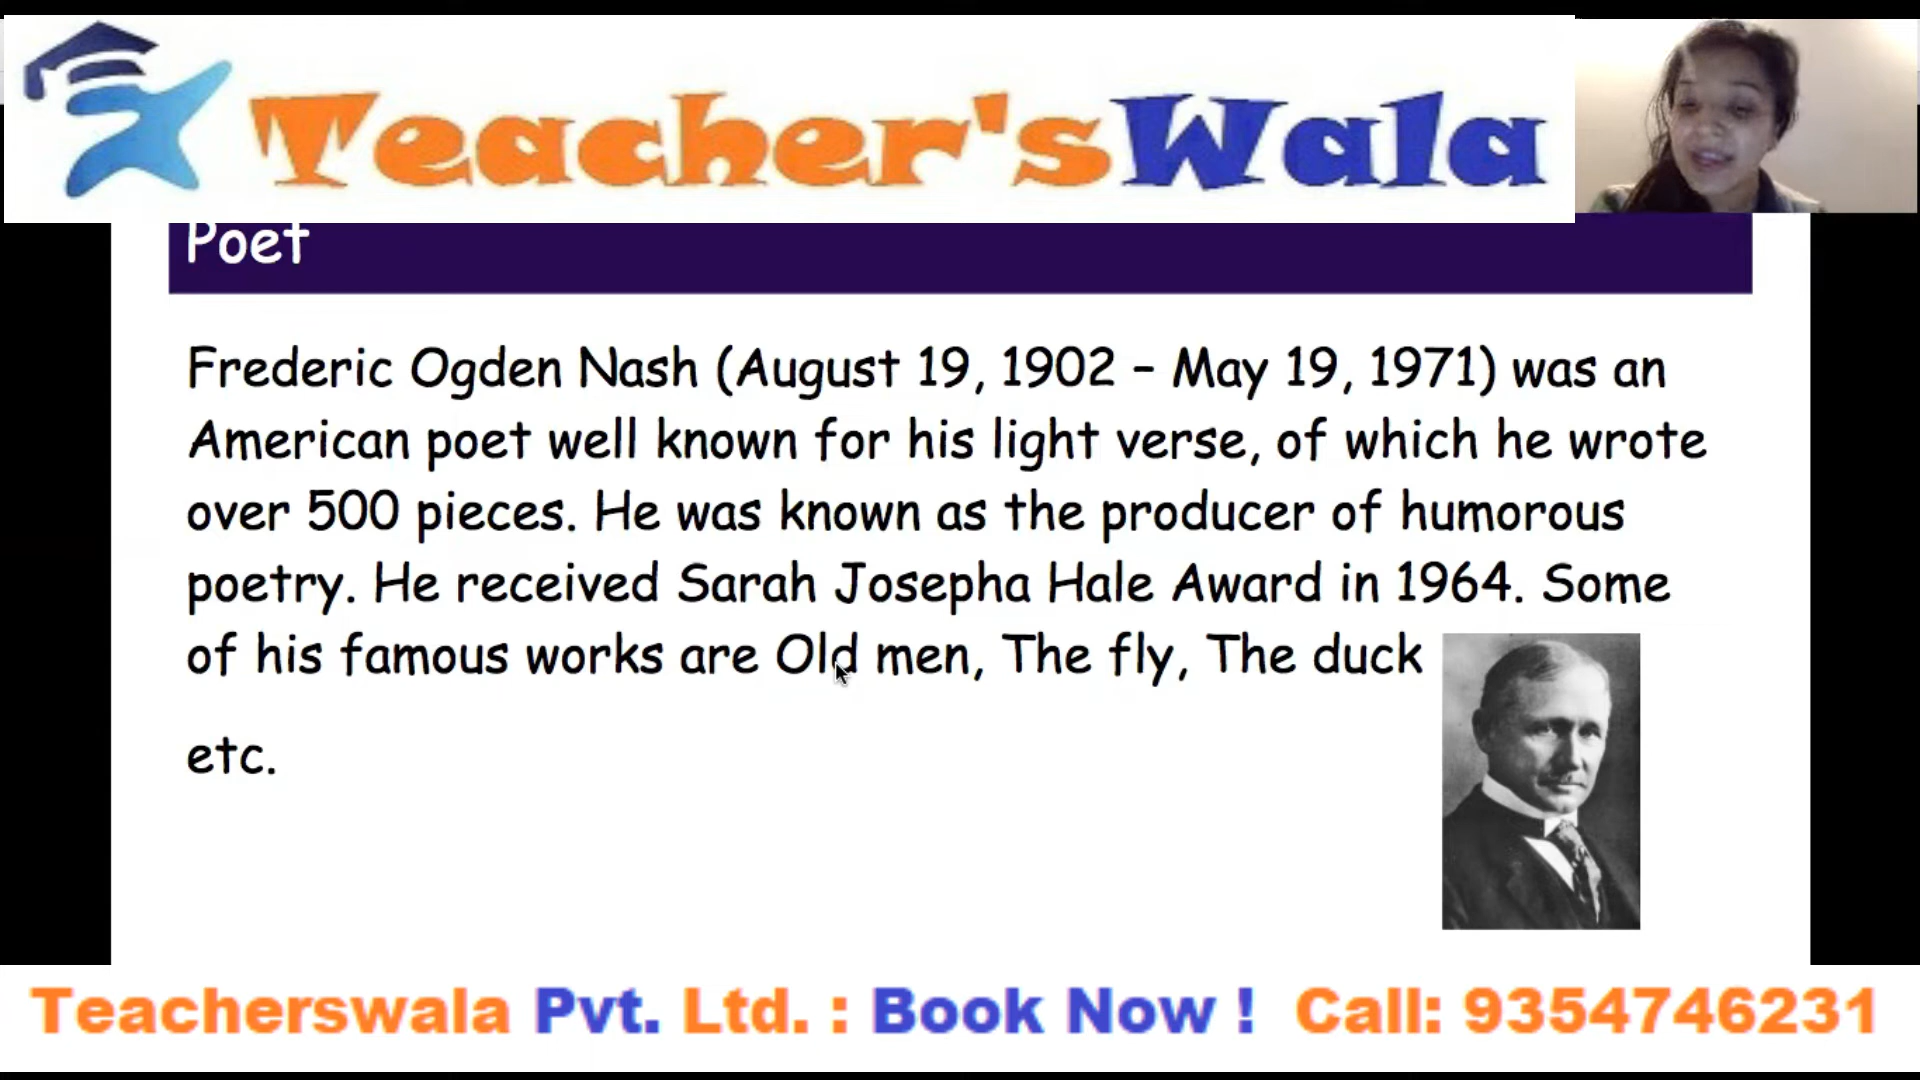 Teacher'sWala
Poet
Frederic Ogden Nash (August 19, 1902 – May 19, 1971) was an
American poet well known for his light verse, of which he wrote
over 500 pieces. He was known as the producer of humorous
poetry. He received Sarah Josepha Hale Award in 1964. Some
of his famous works are Old men, The fly, The duck
etc.
Teacherswala Pvt. Ltd. : Book Now ! Call: 9354746231